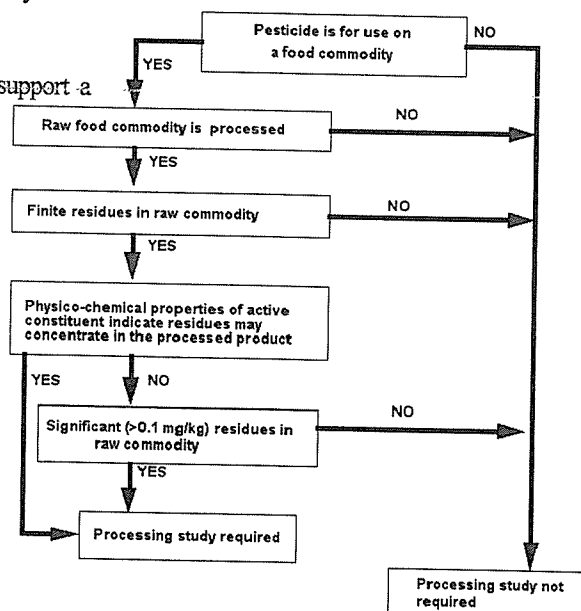 Pesticide is for use on
a food commodity
NO
YES
support a
Raw food commodity is processed
NO
YES
Finite residues in raw commodity
NO
YES
Physico-chemical properties of active
constituent indicate residues may
concentrate in the processed product
YES
NO
NO
Significant (>0.1 mg/kg) residues in
raw commodity
YES
Processing study required
Processing study not
required